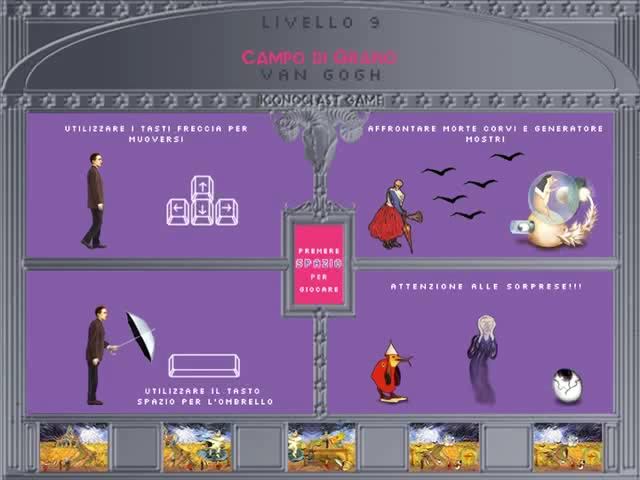 LIVELLO 9
CAMPO DI GRANO
VAN GOGH
ICONOCLAST GAME
UTILIZZARE I TASTI FRECCIA PER
MUOVERSI
AFFRONTARE MORTE CORVI E GENERATORE
MOSTRI
PREMERE
SPAZIO
PER
GIOCARE
ATTENZIONE ALLE SORPRESE!!!
UTILIZZARE IL TASTO
SPAZIO PER L'OMBRELLO